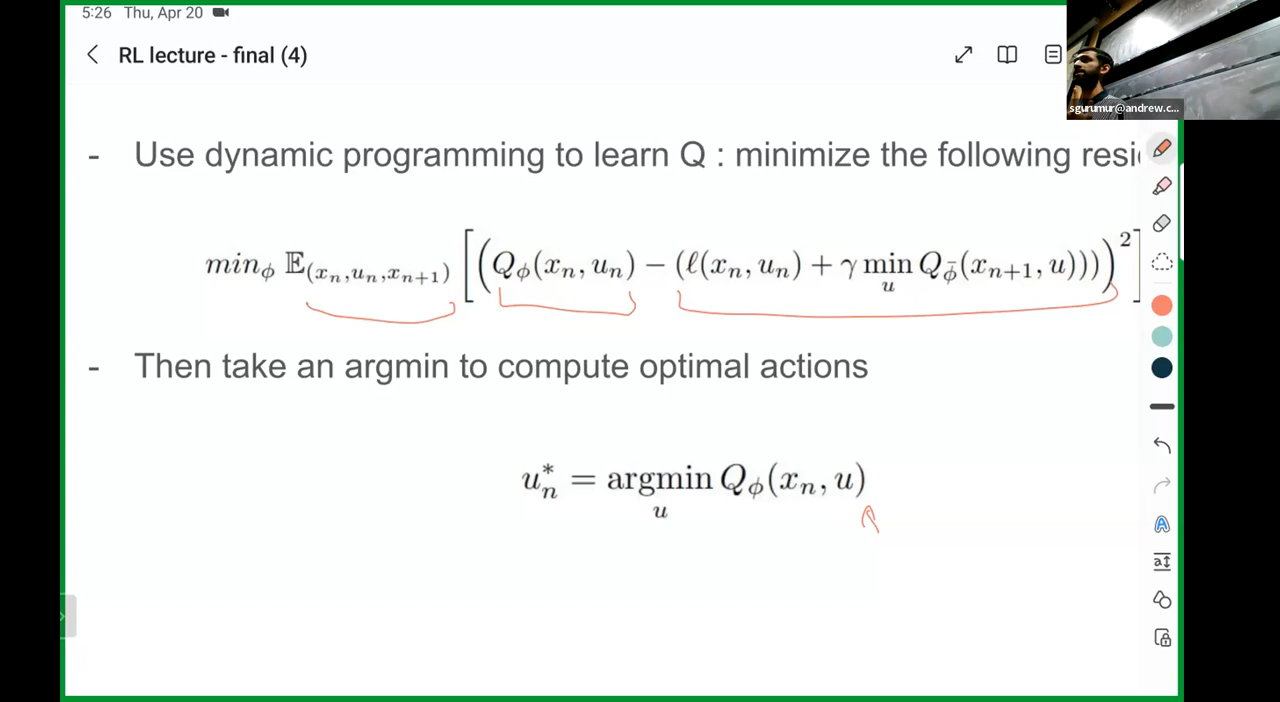 5:26 Thu, Apr 20
RL lecture - final (4)
sgurumur@andrew.c...
- Use dynamic programming to learn Q : minimize the following resi
min_ϕ 𝔼_(x_n,u_n,x_{n+1}) [(Q_ϕ(x_n, u_n) − (ℓ(x_n, u_n) + γ min_u Q_ϕ̄(x_{n+1}, u))))^2]
- Then take an argmin to compute optimal actions
u_n^* = argmin_u Q_ϕ(x_n, u)